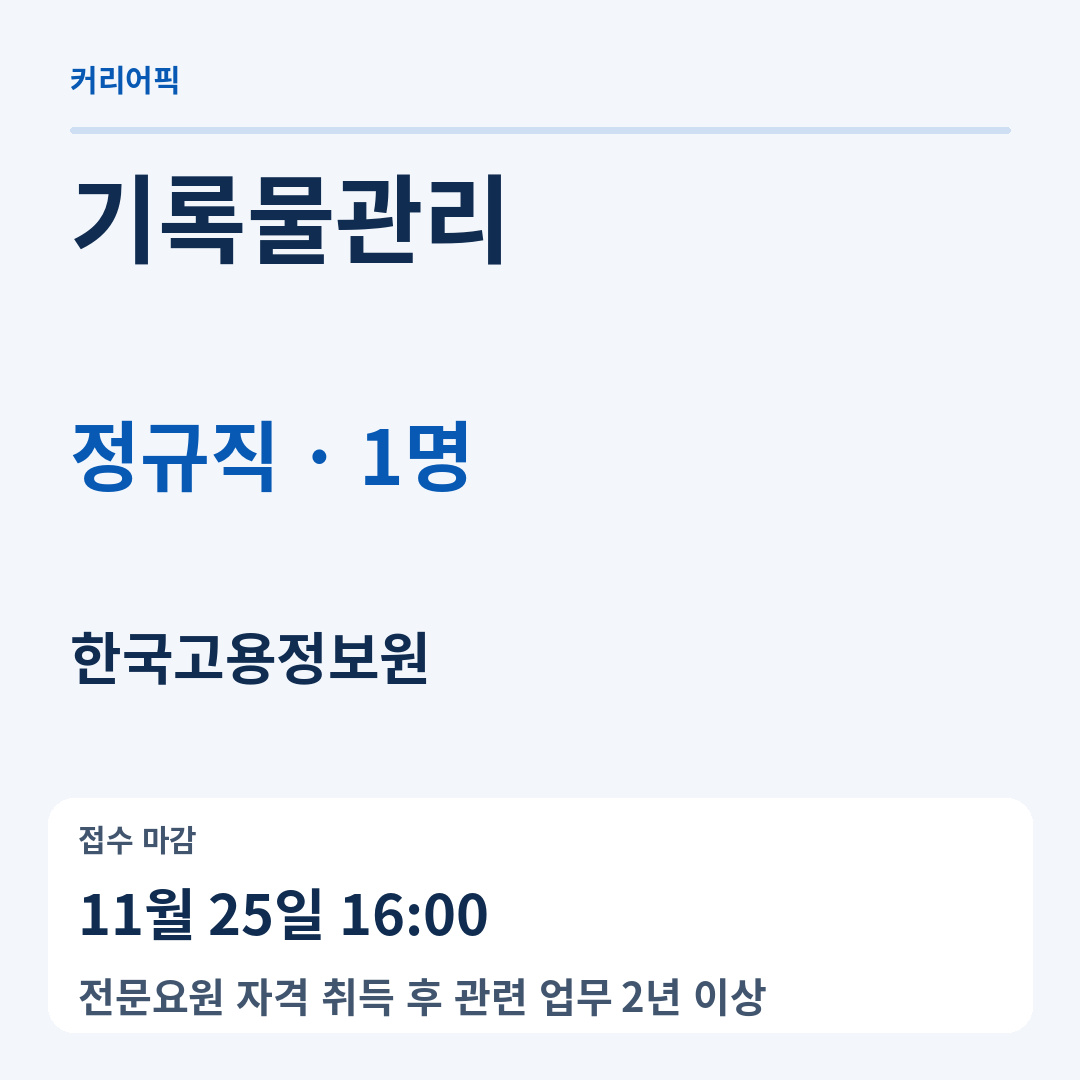 커리어픽
기록물관리
정규직 · 1명
한국고용정보원
접수 마감
11월 25일 16:00
전문요원 자격 취득 후 관련 업무 2년 이상